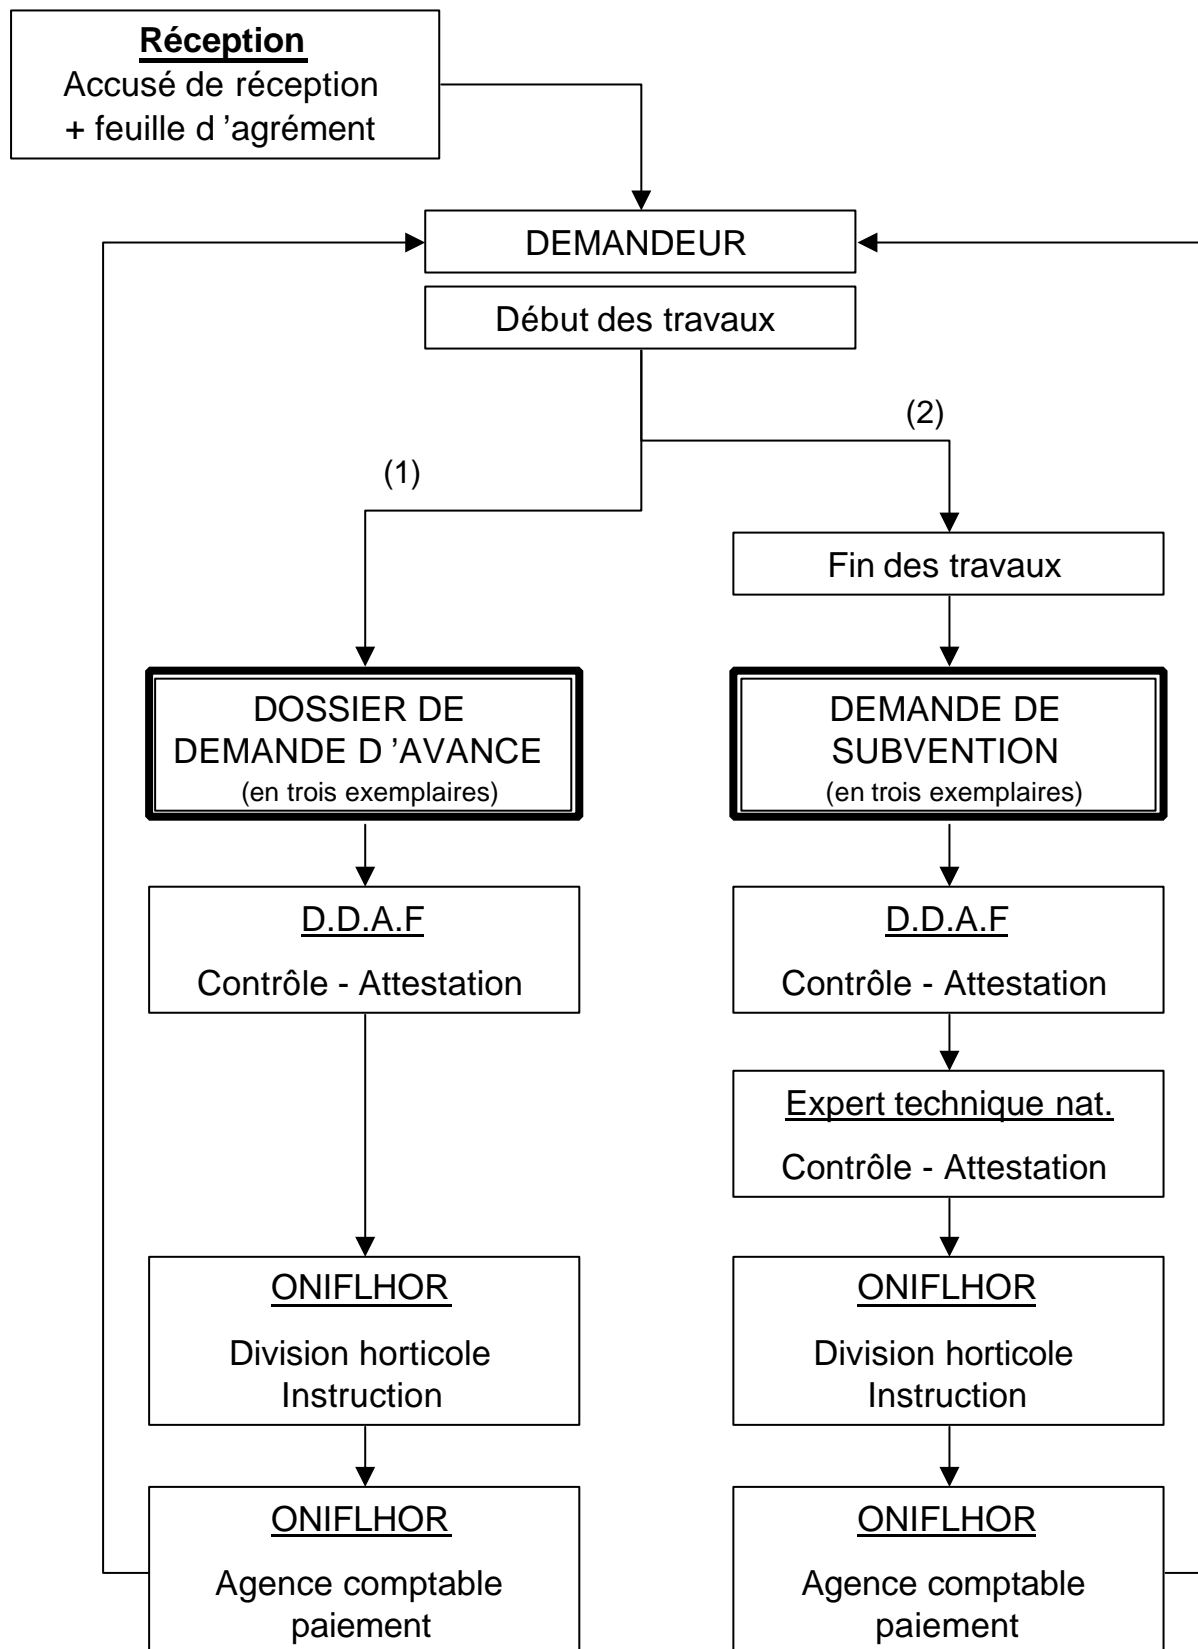 Réception
Accusé de réception
+ feuille d ’agrément
DEMANDEUR
Début des travaux
(1)
(2)
Fin des travaux
DOSSIER DE
DEMANDE D ’AVANCE
(en trois exemplaires)
DEMANDE DE
SUBVENTION
(en trois exemplaires)
D.D.A.F
Contrôle - Attestation
D.D.A.F
Contrôle - Attestation
Expert technique nat.
Contrôle - Attestation
ONIFLHOR
Division horticole
Instruction
ONIFLHOR
Division horticole
Instruction
ONIFLHOR
Agence comptable
paiement
ONIFLHOR
Agence comptable
paiement